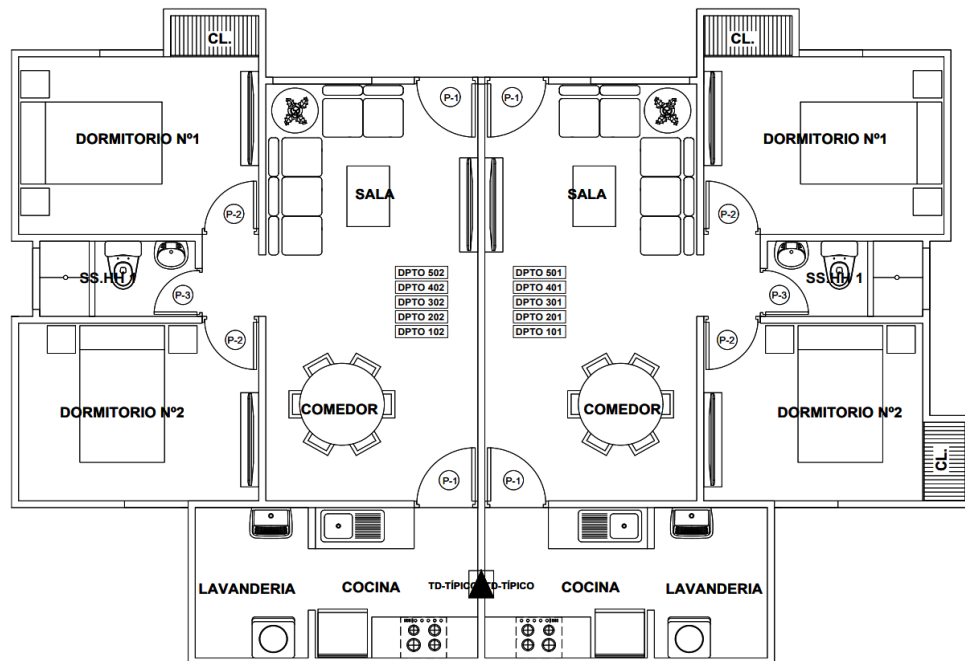 CL.
CL.
P-1
P-1
DORMITORIO Nº1
DORMITORIO Nº1
SALA
SALA
P-2
P-2
SS.HH 1
SS.HH 1
P-3
P-3
DPTO 502
DPTO 501
DPTO 402
DPTO 401
DPTO 302
DPTO 301
DPTO 202
DPTO 201
DPTO 102
DPTO 101
P-2
P-2
DORMITORIO Nº2
COMEDOR
COMEDOR
DORMITORIO Nº2
CL.
P-1
P-1
LAVANDERIA
COCINA
TD-TÍPICO
TD-TÍPICO
COCINA
LAVANDERIA